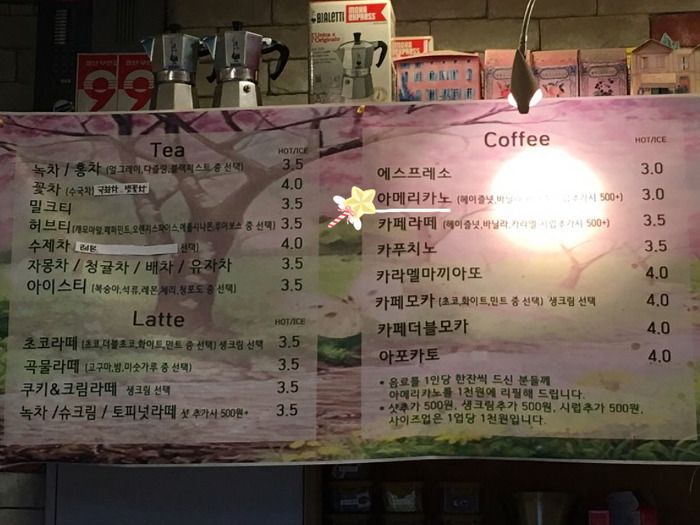 BIALETTI
MOKA EXPRESS
L'Unica e Originale
99
Tea HOT/ICE
녹차 / 홍차 (얼그레이,다즐링,블랙퍼스트 중 선택) 3.5
꽃차 (수국차) 4.0
밀크티 3.5
허브티 (캐모마일,페퍼민트,오렌지스파이스,애플시나몬,루이보스 중 선택) 3.5
수제차 선택) 4.0
자몽차 / 청귤차 / 배차 / 유자차 3.5
아이스티 (복숭아,석류,레몬,체리,청포도 중 선택) 3.5
Latte HOT/ICE
초코라떼 (초코,더블초코,화이트,민트 중 선택) 생크림 선택 3.5
곡물라떼 (고구마,밤,미숫가루 중 선택) 3.5
쿠키&크림라떼 생크림 선택 3.5
녹차 /슈크림 / 토피넛라떼 샷 추가시 500원+ 3.5
Coffee HOT/ICE
에스프레소 3.0
아메리카노 (헤이즐넛,바닐라 추가시 500+) 3.0
카페라떼 (헤이즐넛,바닐라,카라멜 시럽추가시 500+) 3.5
카푸치노 3.5
카라멜마끼아또 4.0
카페모카 (초코,화이트,민트 중 선택) 생크림 선택 4.0
카페더블모카 4.0
아포카토 4.0
• 음료를 1인당 한잔씩 드신 분들께
아메리카노를 1천원에 리필해 드립니다.
• 샷추가 500원, 생크림추가 500원, 시럽추가 500원,
사이즈업은 1업당 1천원입니다.